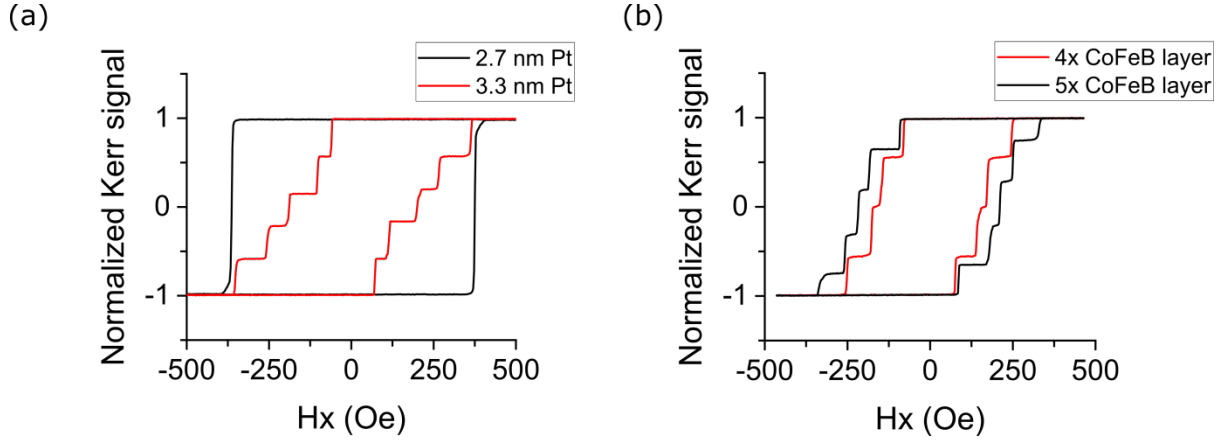 (a)
Normalized Kerr signal
2.7 nm Pt
3.3 nm Pt
1
0
-1
-500
-250
0
250
500
Hx (Oe)
(b)
Normalized Kerr signal
4x CoFeB layer
5x CoFeB layer
1
0
-1
-500
-250
0
250
500
Hx (Oe)